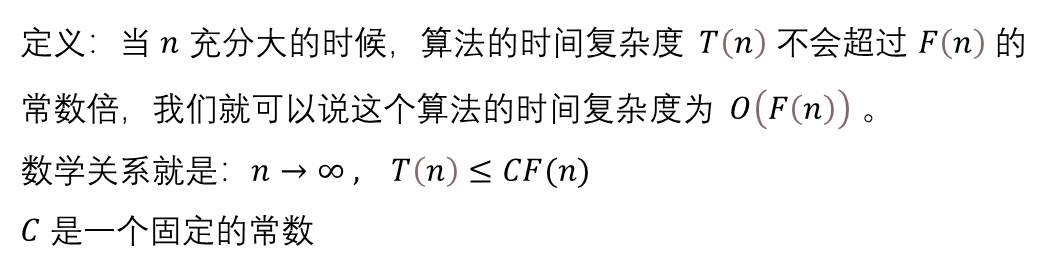 定义：当 n 充分大的时候，算法的时间复杂度 T(n) 不会超过 F(n) 的
常数倍，我们就可以说这个算法的时间复杂度为 O(F(n)) 。
数学关系就是：n → ∞ ， T(n) ≤ CF(n)
C 是一个固定的常数